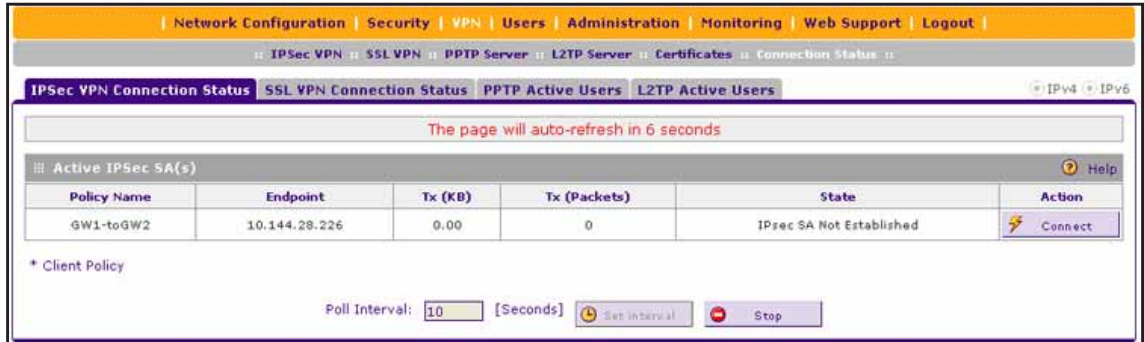 | Network Configuration | Security | VPN | Users | Administration | Monitoring | Web Support | Logout |
:: IPSec VPN :: SSL VPN :: PPTP Server :: L2TP Server :: Certificates :: Connection Status ::
IPSec VPN Connection Status SSL VPN Connection Status PPTP Active Users L2TP Active Users IPv4 IPv6
The page will auto-refresh in 6 seconds
Active IPSec SA(s) Help
Policy Name Endpoint Tx (KB) Tx (Packets) State Action
GW1-toGW2 10.144.28.226 0.00 0 IPsec SA Not Established Connect
* Client Policy
Poll Interval: 10 [Seconds] Set interval Stop